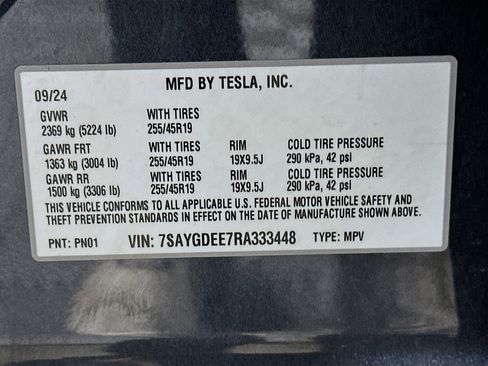 MFD BY TESLA, INC.
09/24
GVWR WITH TIRES
2369 kg (5224 lb) 255/45R19
GAWR FRT WITH TIRES RIM COLD TIRE PRESSURE
1363 kg (3004 lb) 255/45R19 19X9.5J 290 kPa, 42 psi
GAWR RR WITH TIRES RIM COLD TIRE PRESSURE
1500 kg (3306 lb) 255/45R19 19X9.5J 290 kPa, 42 psi
THIS VEHICLE CONFORMS TO ALL APPLICABLE U.S. FEDERAL MOTOR VEHICLE SAFETY AND
THEFT PREVENTION STANDARDS IN EFFECT ON THE DATE OF MANUFACTURE SHOWN ABOVE.
PNT: PN01 VIN: 7SAYGDEE7RA333448 TYPE: MPV